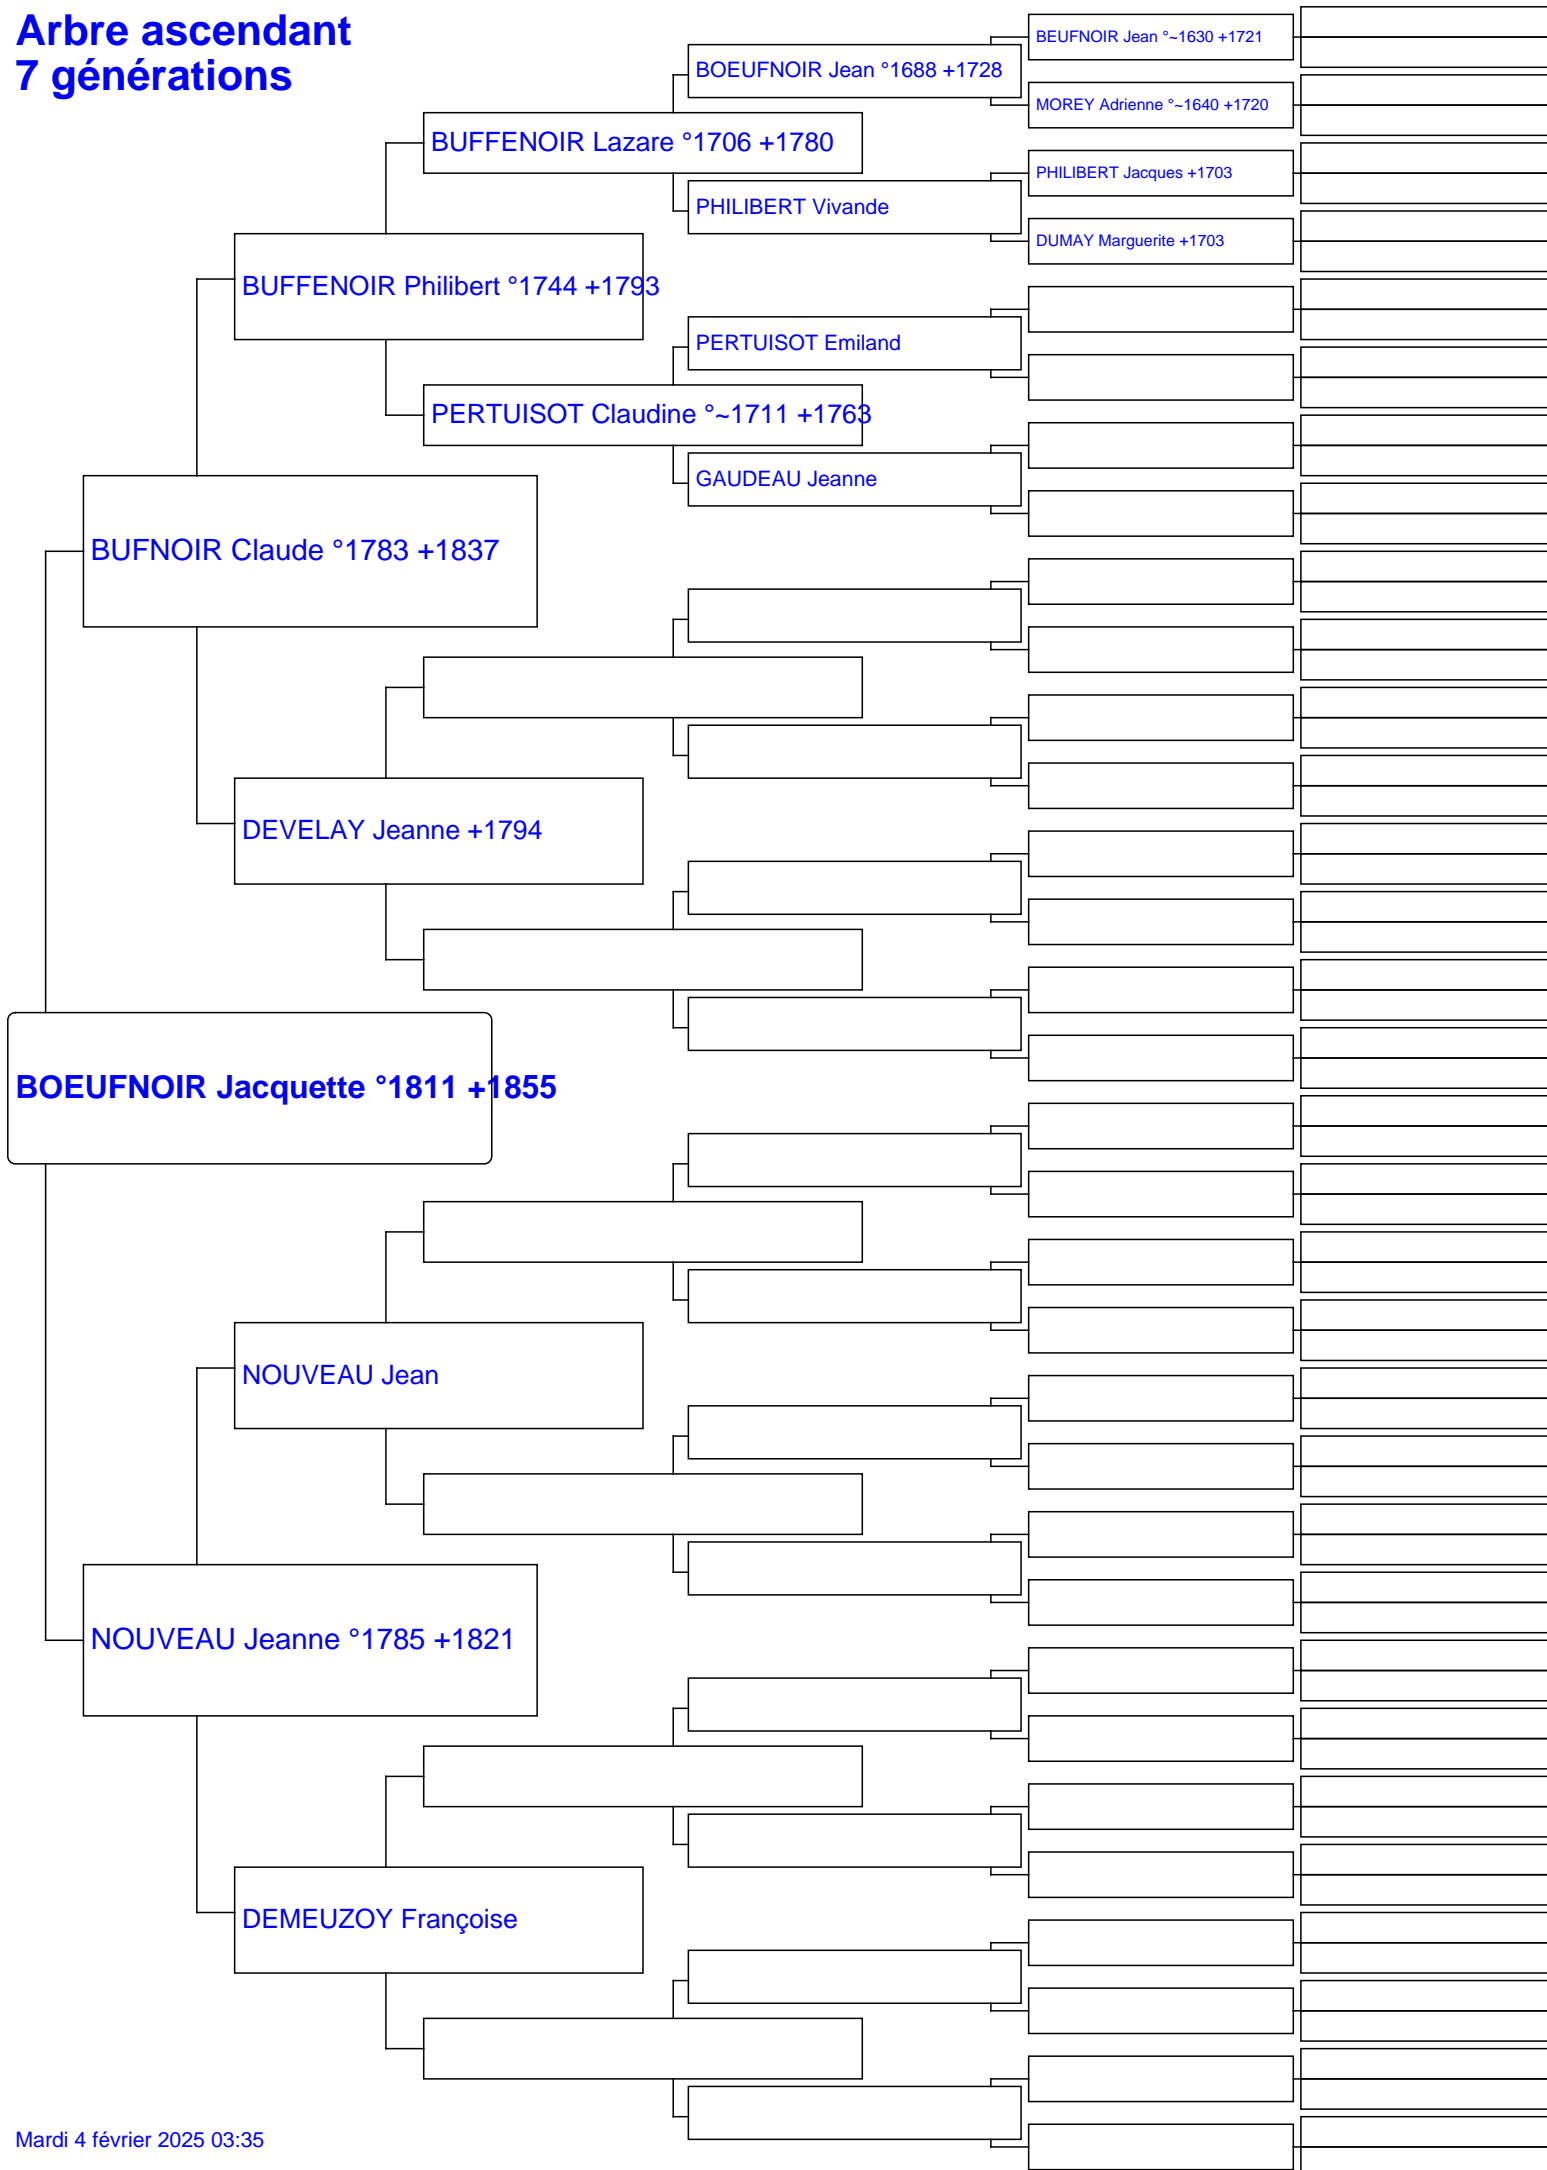 Arbre ascendant
7 générations
BEUFNOIR Jean °~1630 +1721
BOEUFNOIR Jean °1688 +1728
MOREY Adrienne °~1640 +1720
BUFFENOIR Lazare °1706 +1780
PHILIBERT Jacques +1703
PHILIBERT Vivande
DUMAY Marguerite +1703
BUFFENOIR Philibert °1744 +1793
PERTUISOT Emiland
PERTUISOT Claudine °~1711 +1763
GAUDEAU Jeanne
BUFNOIR Claude °1783 +1837
DEVELAY Jeanne +1794
BOEUFNOIR Jacquette °1811 +1855
NOUVEAU Jean
NOUVEAU Jeanne °1785 +1821
DEMEUZOY Françoise
Mardi 4 février 2025 03:35